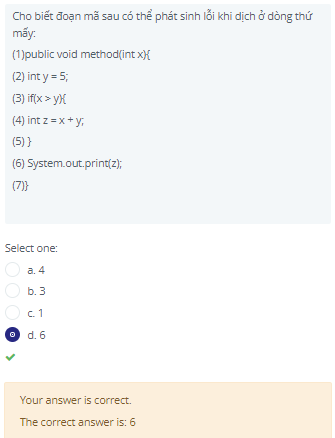 Cho biết đoạn mã sau có thể phát sinh lỗi khi dịch ở dòng thứ
mấy:
(1)public void method(int x){
(2) int y = 5;
(3) if(x > y){
(4) int z = x + y;
(5) }
(6) System.out.print(z);
(7)}
Select one:
a. 4
b. 3
c. 1
d. 6
Your answer is correct.
The correct answer is: 6